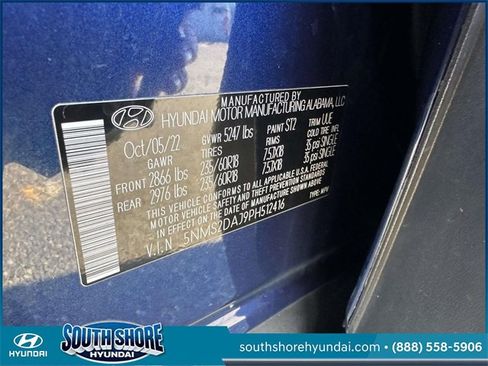 MANUFACTURED BY
HYUNDAI MOTOR MANUFACTURING ALABAMA, LLC
Oct/05/22 GVWR 5247 lbs PAINT ST2 TRIM UUE
GAWR TIRES RIMS COLD TIRE INFL.
FRONT 2866 lbs 235/60R18 7.5JX18 35 psi SINGLE
REAR 2976 lbs 235/60R18 7.5JX18 35 psi SINGLE
THIS VEHICLE CONFORMS TO ALL APPLICABLE U.S.A. FEDERAL
MOTOR VEHICLE SAFETY AND THEFT PREVENTION STANDARDS
IN EFFECT ON THE DATE OF MANUFACTURE SHOWN ABOVE.
V.I.N 5NMS2DAJ9PH512416 TYPE:MPV
HYUNDAI
SOUTH SHORE
HYUNDAI
southshorehyundai.com • (888) 558-5906